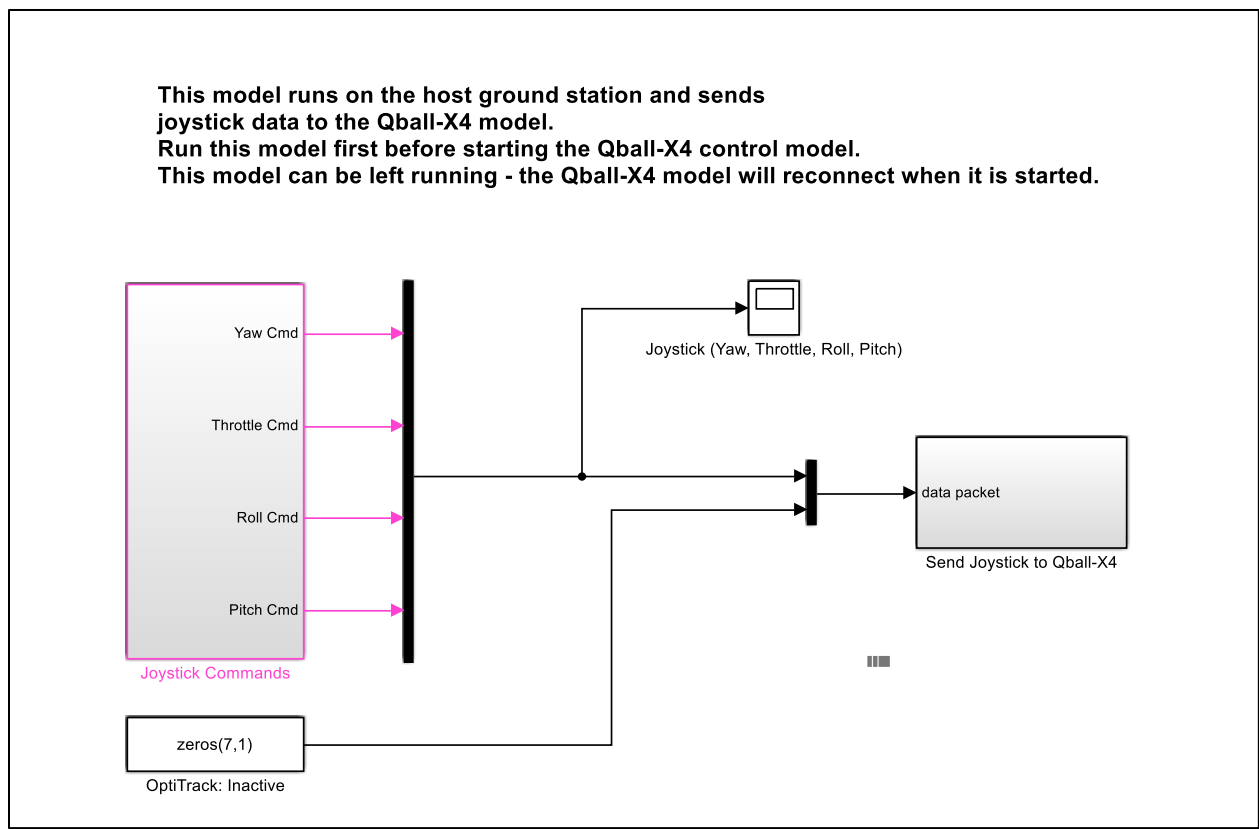 This model runs on the host ground station and sends
joystick data to the Qball-X4 model.
Run this model first before starting the Qball-X4 control model.
This model can be left running - the Qball-X4 model will reconnect when it is started.
Yaw Cmd
Throttle Cmd
Roll Cmd
Pitch Cmd
Joystick Commands
Joystick (Yaw, Throttle, Roll, Pitch)
data packet
Send Joystick to Qball-X4
zeros(7,1)
OptiTrack: Inactive